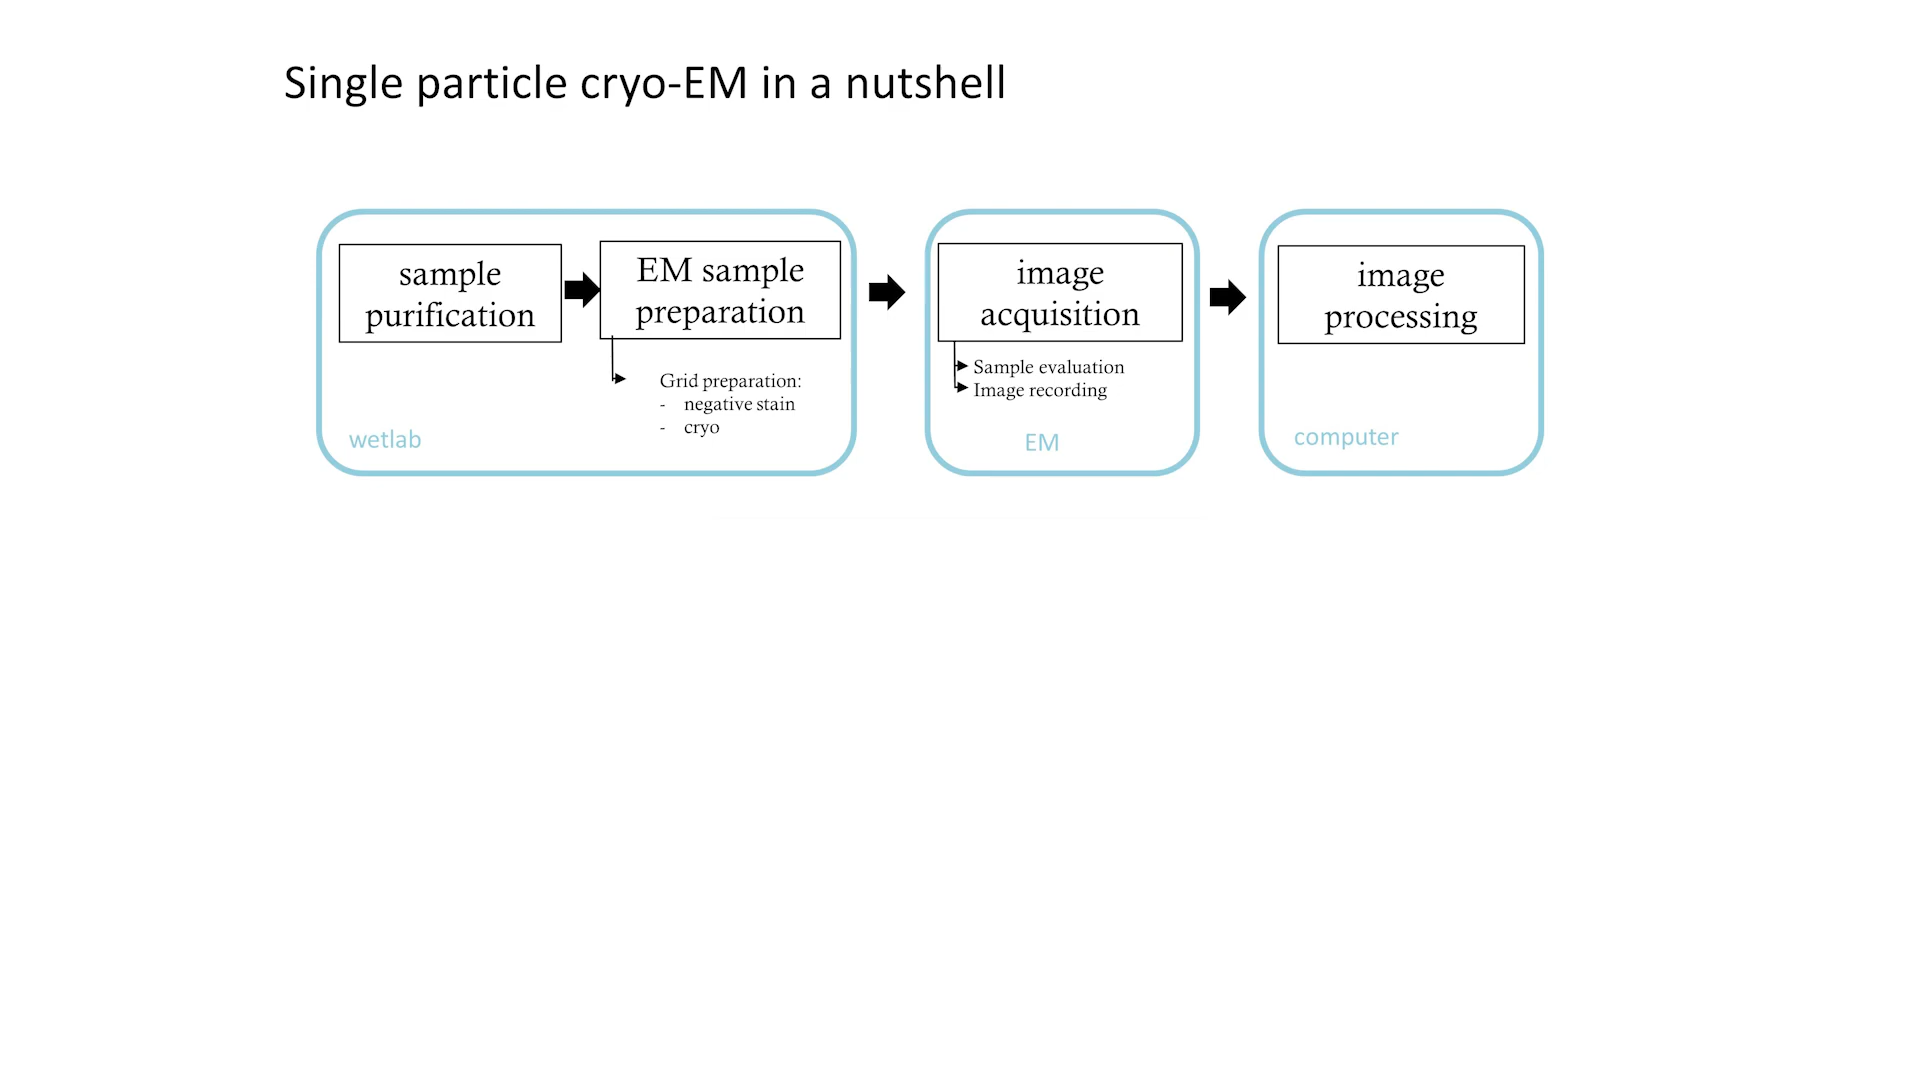 Single particle cryo-EM in a nutshell
sample
purification
EM sample
preparation
Grid preparation:
- negative stain
- cryo
wetlab
image
acquisition
Sample evaluation
Image recording
EM
image
processing
computer